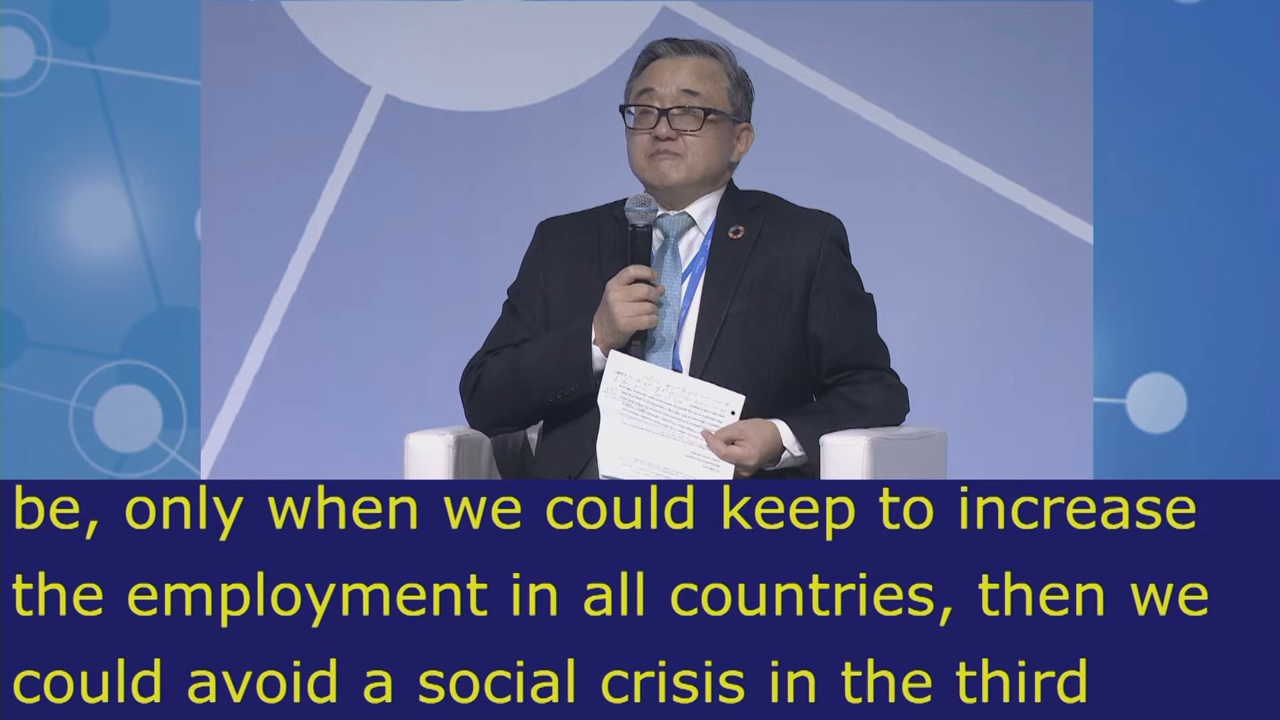 be, only when we could keep to increase
the employment in all countries, then we
could avoid a social crisis in the third